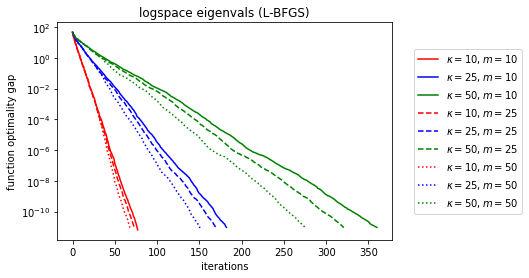 logspace eigenvals (L-BFGS)
function optimality gap
10²
10⁰
10⁻²
10⁻⁴
10⁻⁶
10⁻⁸
10⁻¹⁰
0 50 100 150 200 250 300 350
iterations
κ = 10, m = 10
κ = 25, m = 10
κ = 50, m = 10
κ = 10, m = 25
κ = 25, m = 25
κ = 50, m = 25
κ = 10, m = 50
κ = 25, m = 50
κ = 50, m = 50